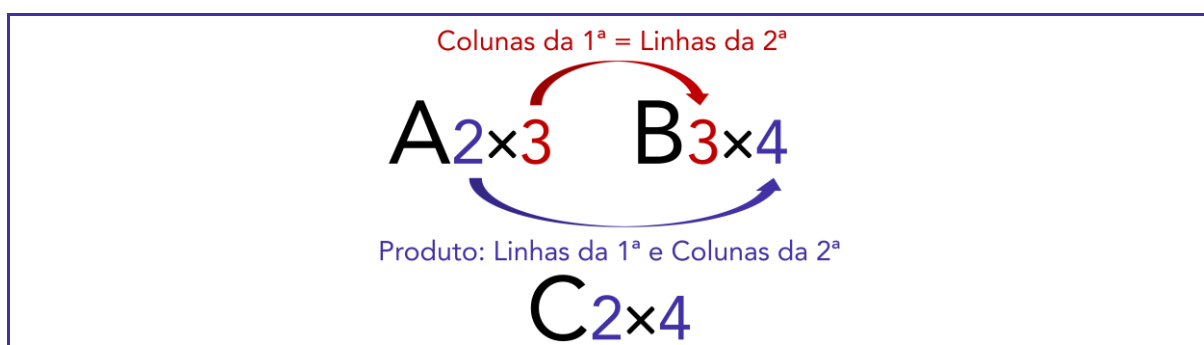 Colunas da 1ª = Linhas da 2ª
A2×3 B3×4
Produto: Linhas da 1ª e Colunas da 2ª
C2×4